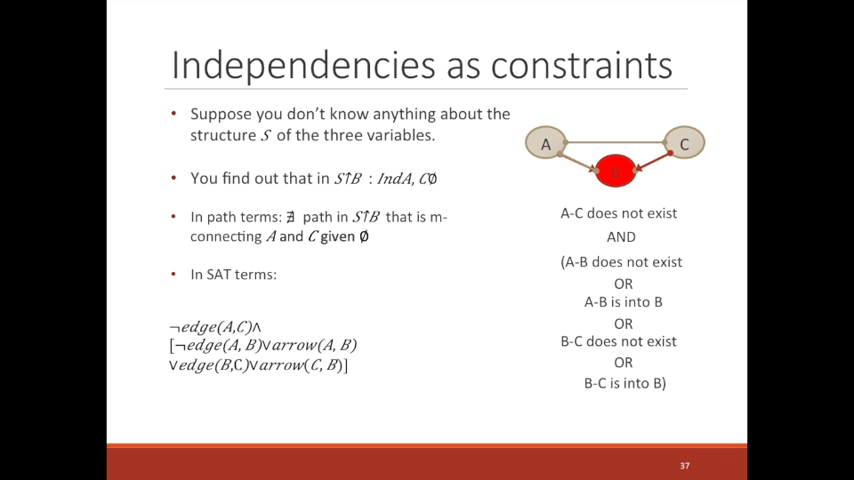 Independencies as constraints
• Suppose you don't know anything about the
structure S of the three variables.
• You find out that in S↑B : IndA, C∅
• In path terms: ∄ path in S↑B that is m-
connecting A and C given ∅
• In SAT terms:
¬edge(A,C)∧
[¬edge(A, B)∨arrow(A, B)
∨edge(B,C)∨arrow(C, B)]
A
C
B
A-C does not exist
AND
(A-B does not exist
OR
A-B is into B
OR
B-C does not exist
OR
B-C is into B)
37